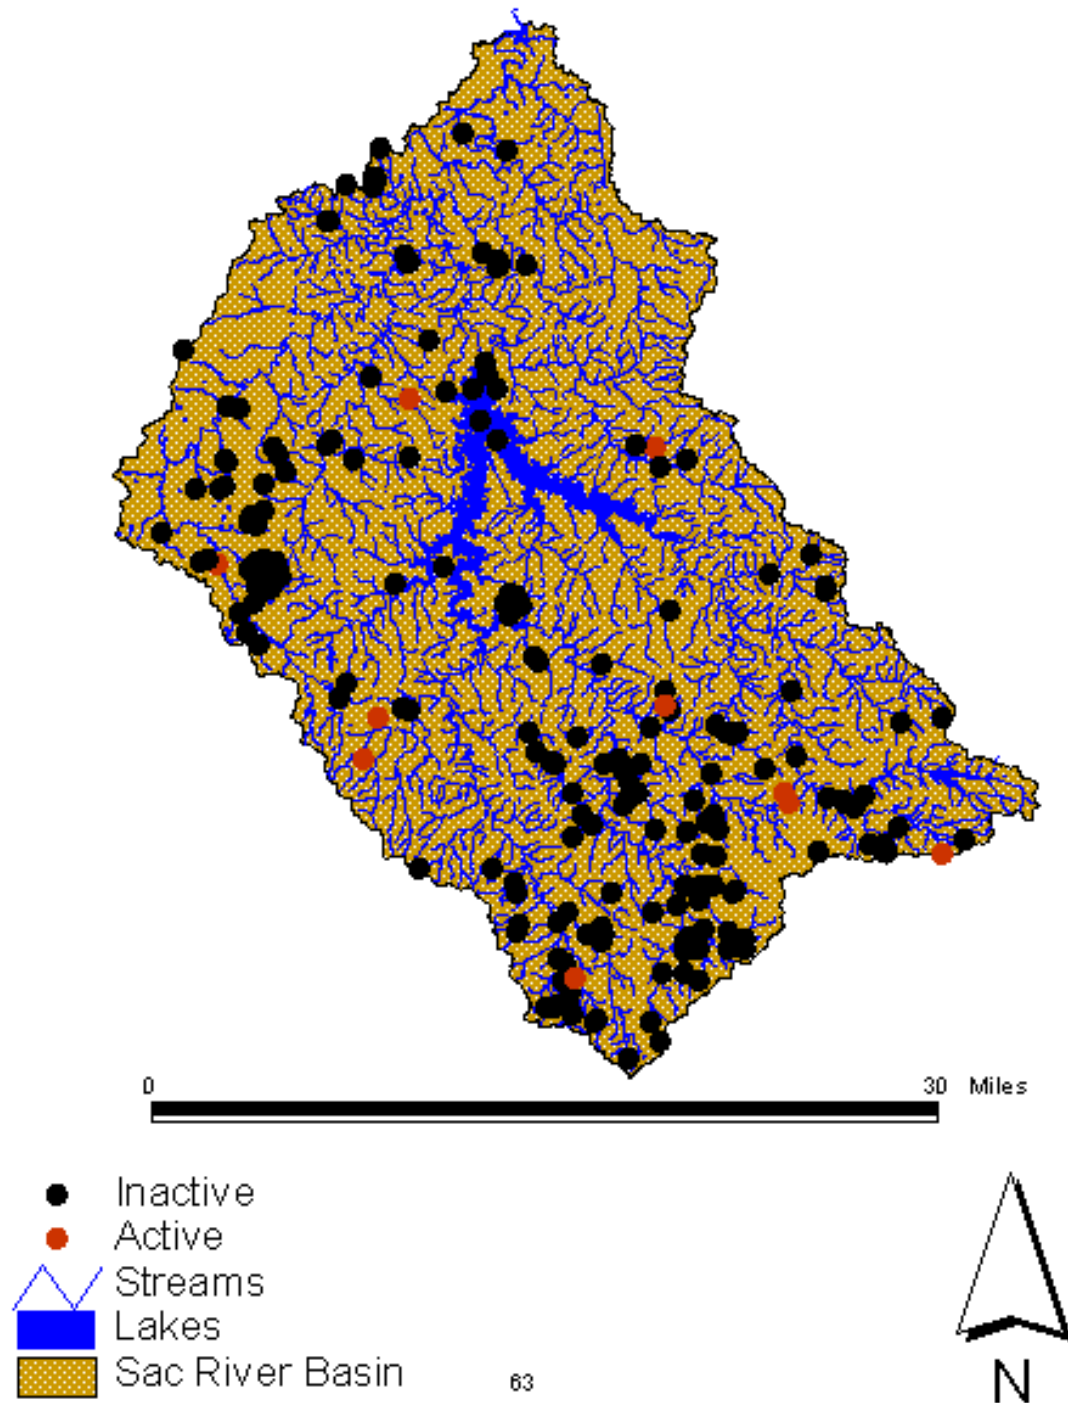 0 30 Miles
Inactive
Active
Streams
Lakes
Sac River Basin
63
N